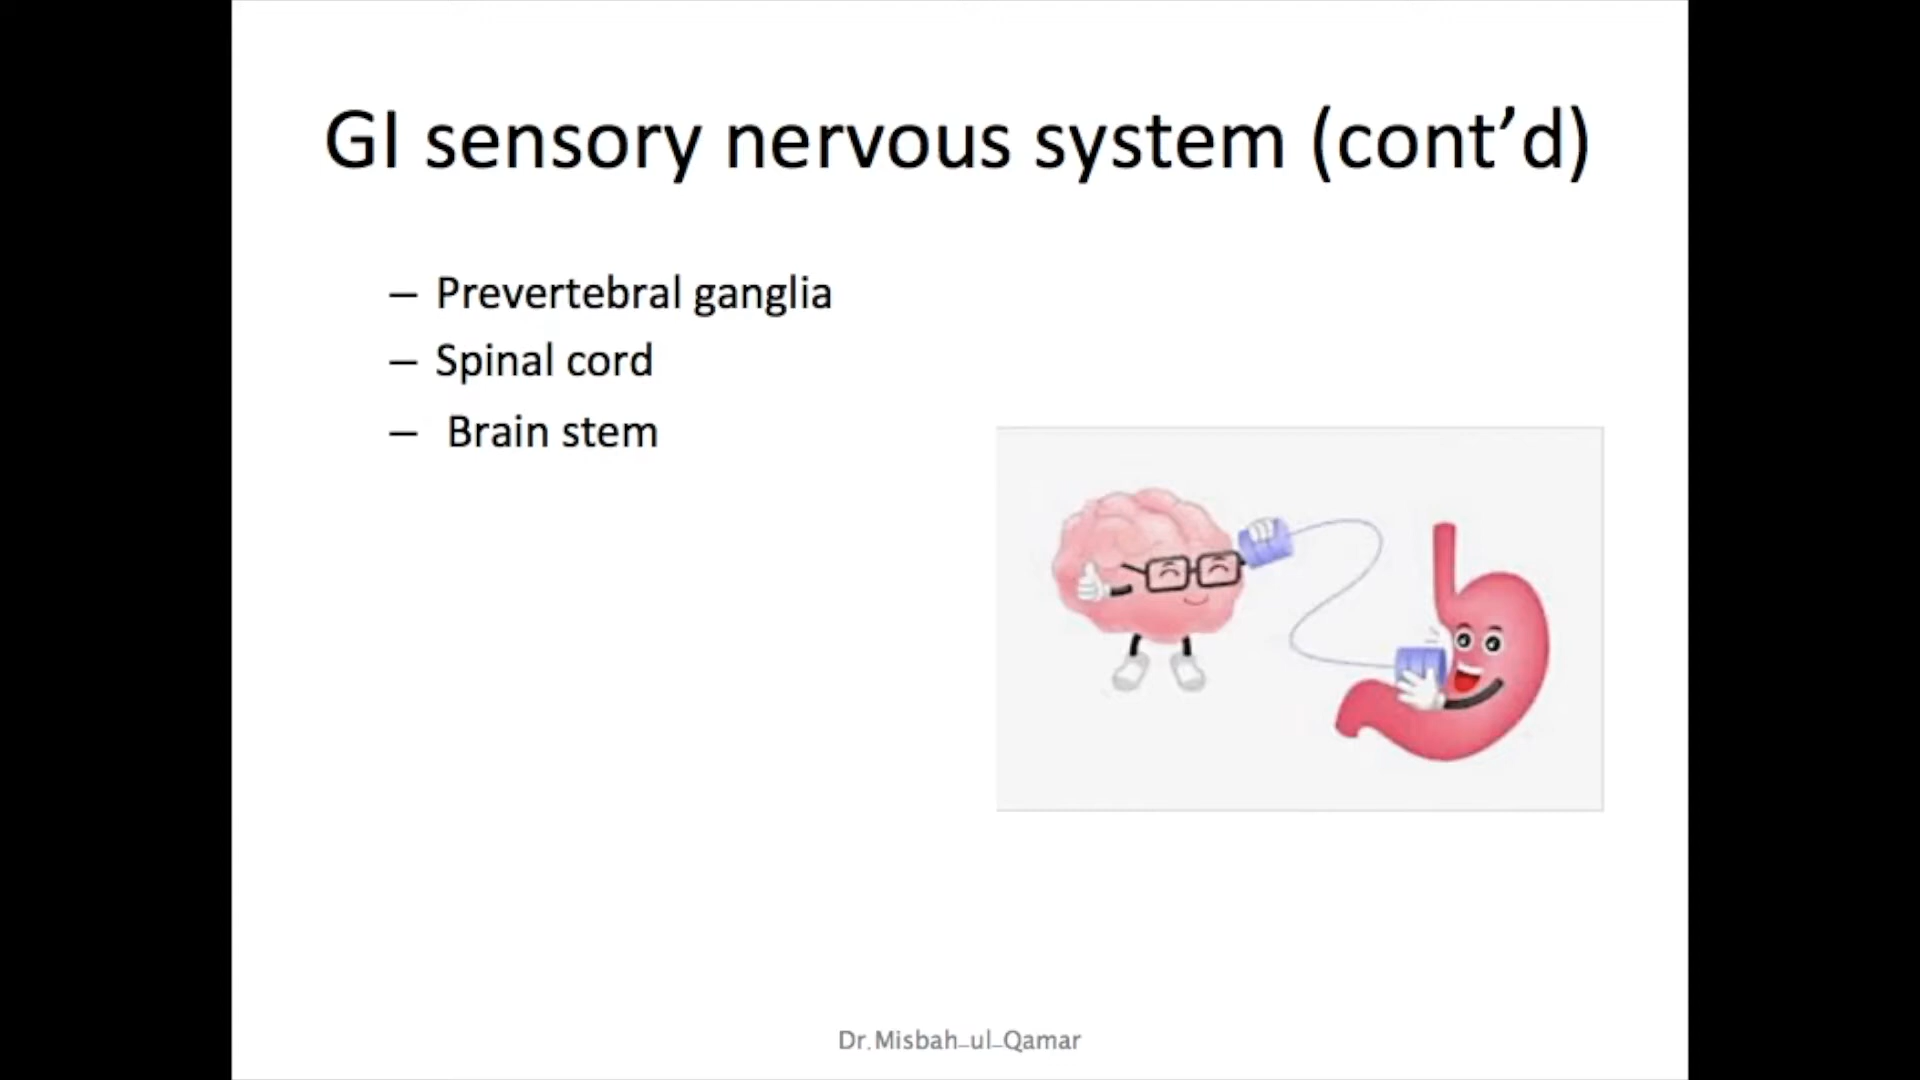 GI sensory nervous system (cont’d)
– Prevertebral ganglia
– Spinal cord
– Brain stem
Dr.Misbah_ul_Qamar